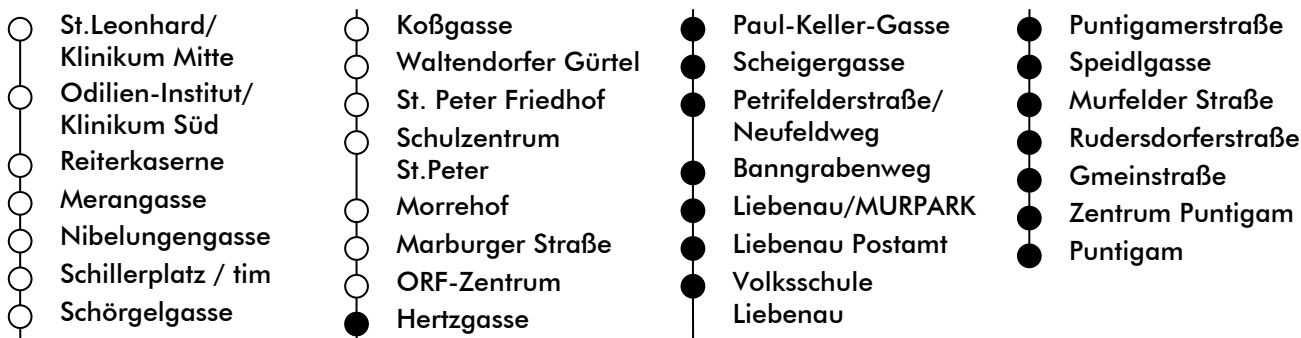 St.Leonhard/
Klinikum Mitte
Odilien-Institut/
Klinikum Süd
Reiterkaserne
Merangasse
Nibelungengasse
Schillerplatz / tim
Schörgelgasse
Koßgasse
Waltendorfer Gürtel
St. Peter Friedhof
Schulzentrum
St.Peter
Morrehof
Marburger Straße
ORF-Zentrum
Hertzgasse
Paul-Keller-Gasse
Scheigergasse
Petrifelderstraße/
Neufeldweg
Banngrabenweg
Liebenau/MURPARK
Liebenau Postamt
Volksschule
Liebenau
Puntigamerstraße
Speidlgasse
Murfelder Straße
Rudersdorferstraße
Gmeinstraße
Zentrum Puntigam
Puntigam